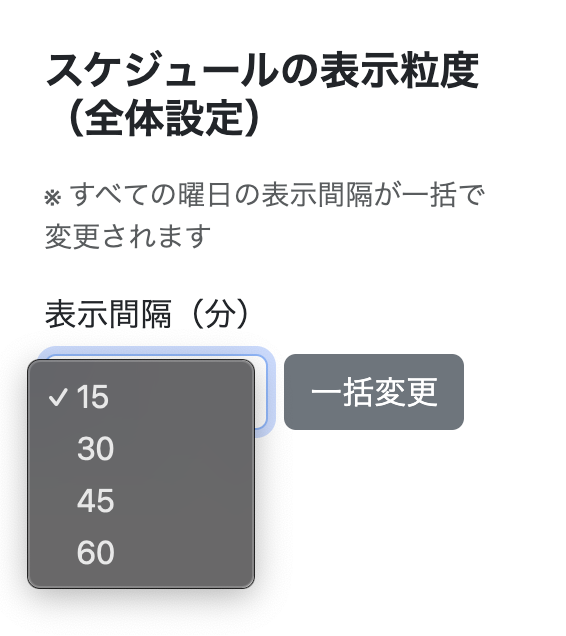 スケジュールの表示粒度
（全体設定）
※ すべての曜日の表示間隔が一括で
変更されます
表示間隔（分）
✓ 15
一括変更
30
45
60